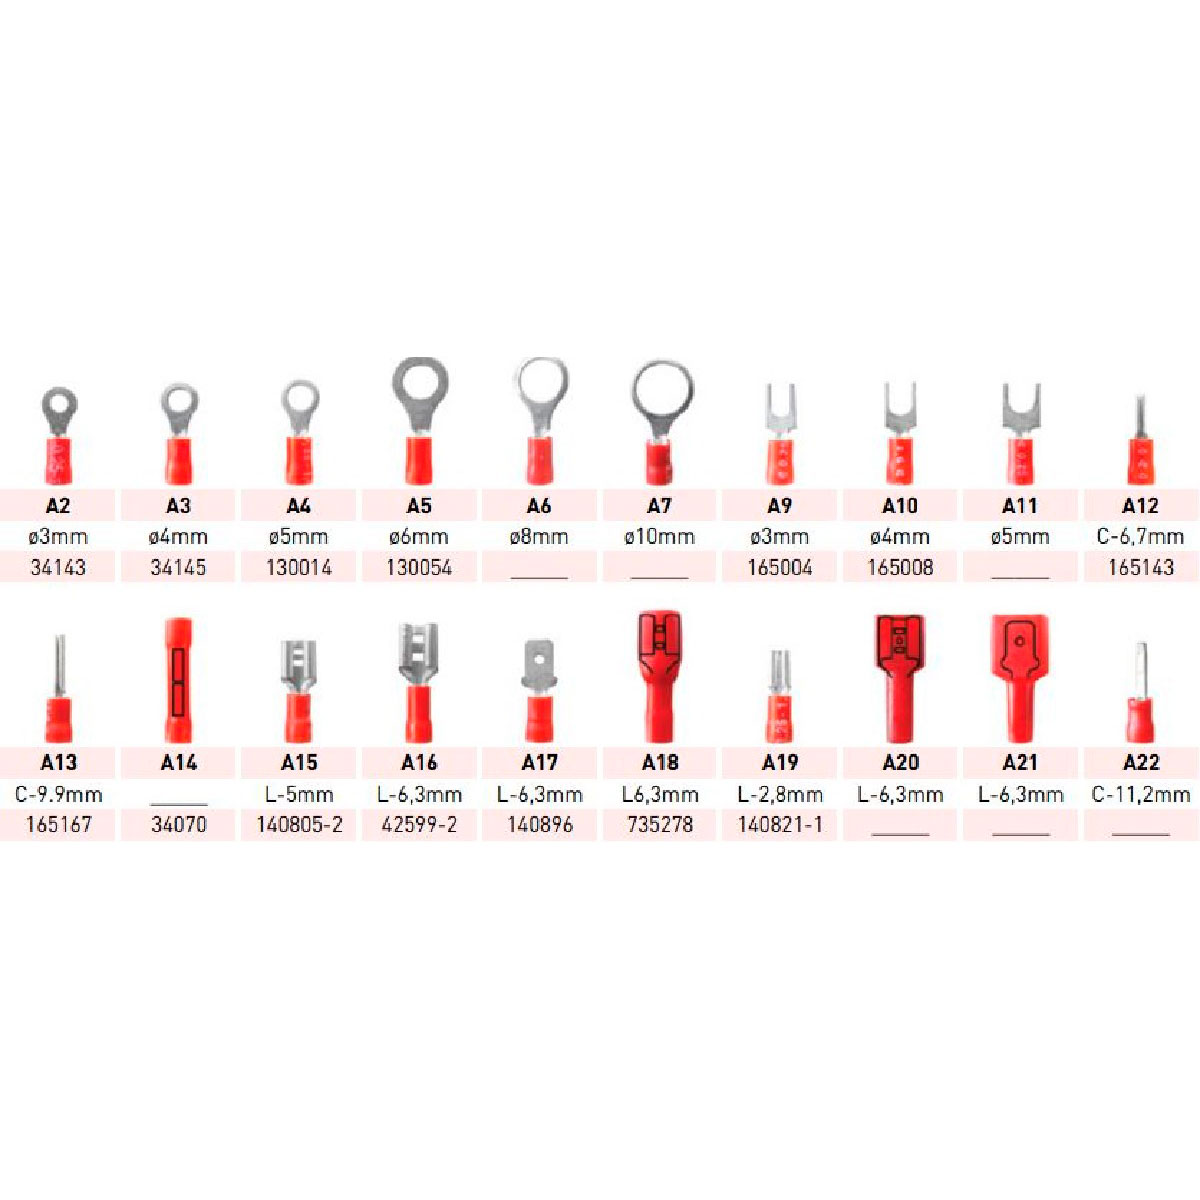 A2 A3 A4 A5 A6 A7 A9 A10 A11 A12
ø3mm ø4mm ø5mm ø6mm ø8mm ø10mm ø3mm ø4mm ø5mm C-6,7mm
34143 34145 130014 130054 _____ _____ 165004 165008 _____ 165143
A13 A14 A15 A16 A17 A18 A19 A20 A21 A22
C-9.9mm _____ L-5mm L-6,3mm L-6,3mm L6,3mm L-2,8mm L-6,3mm L-6,3mm C-11,2mm
165167 34070 140805-2 42599-2 140896 735278 140821-1 _____ _____ _____